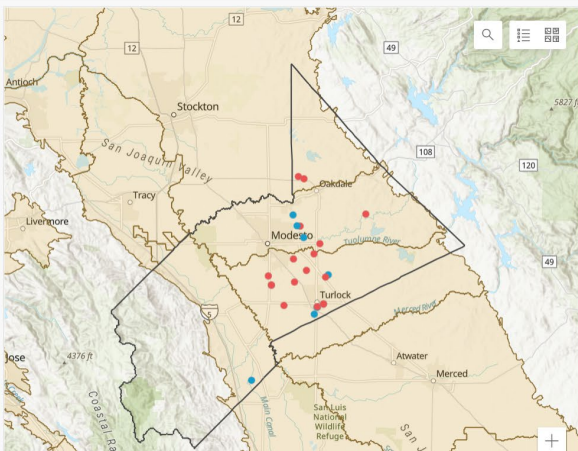 12
12
49
Antioch
Stockton
5827 ft
San Joaquin Valley
108
120
Oakdale
Tracy
Livermore
Modesto
Tuolumne River
49
Turlock
5
Merced River
Jose
4376 ft
Atwater
Merced
Coastal Ra
Main Canal
San Luis
National
Wildlife
Refuge
San J